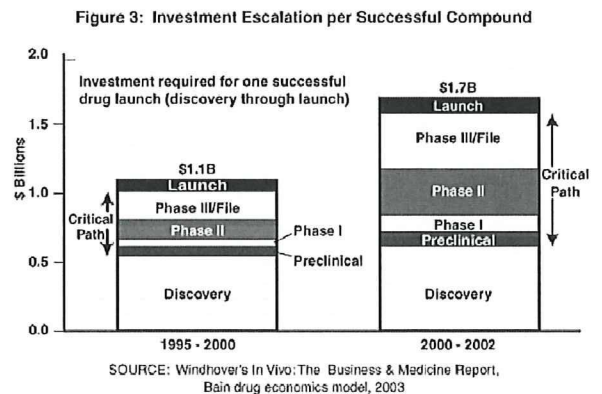 Figure 3: Investment Escalation per Successful Compound
2.0
1.5
1.0
0.5
0.0
$ Billions
Investment required for one successful
drug launch (discovery through launch)
$1.1B
Launch
Phase III/File
Phase II
Phase I
Preclinical
Discovery
Critical
Path
1995 - 2000
$1.7B
Launch
Phase III/File
Phase II
Phase I
Preclinical
Discovery
Critical
Path
2000 - 2002
SOURCE: Windhover's In Vivo: The Business & Medicine Report,
Bain drug economics model, 2003